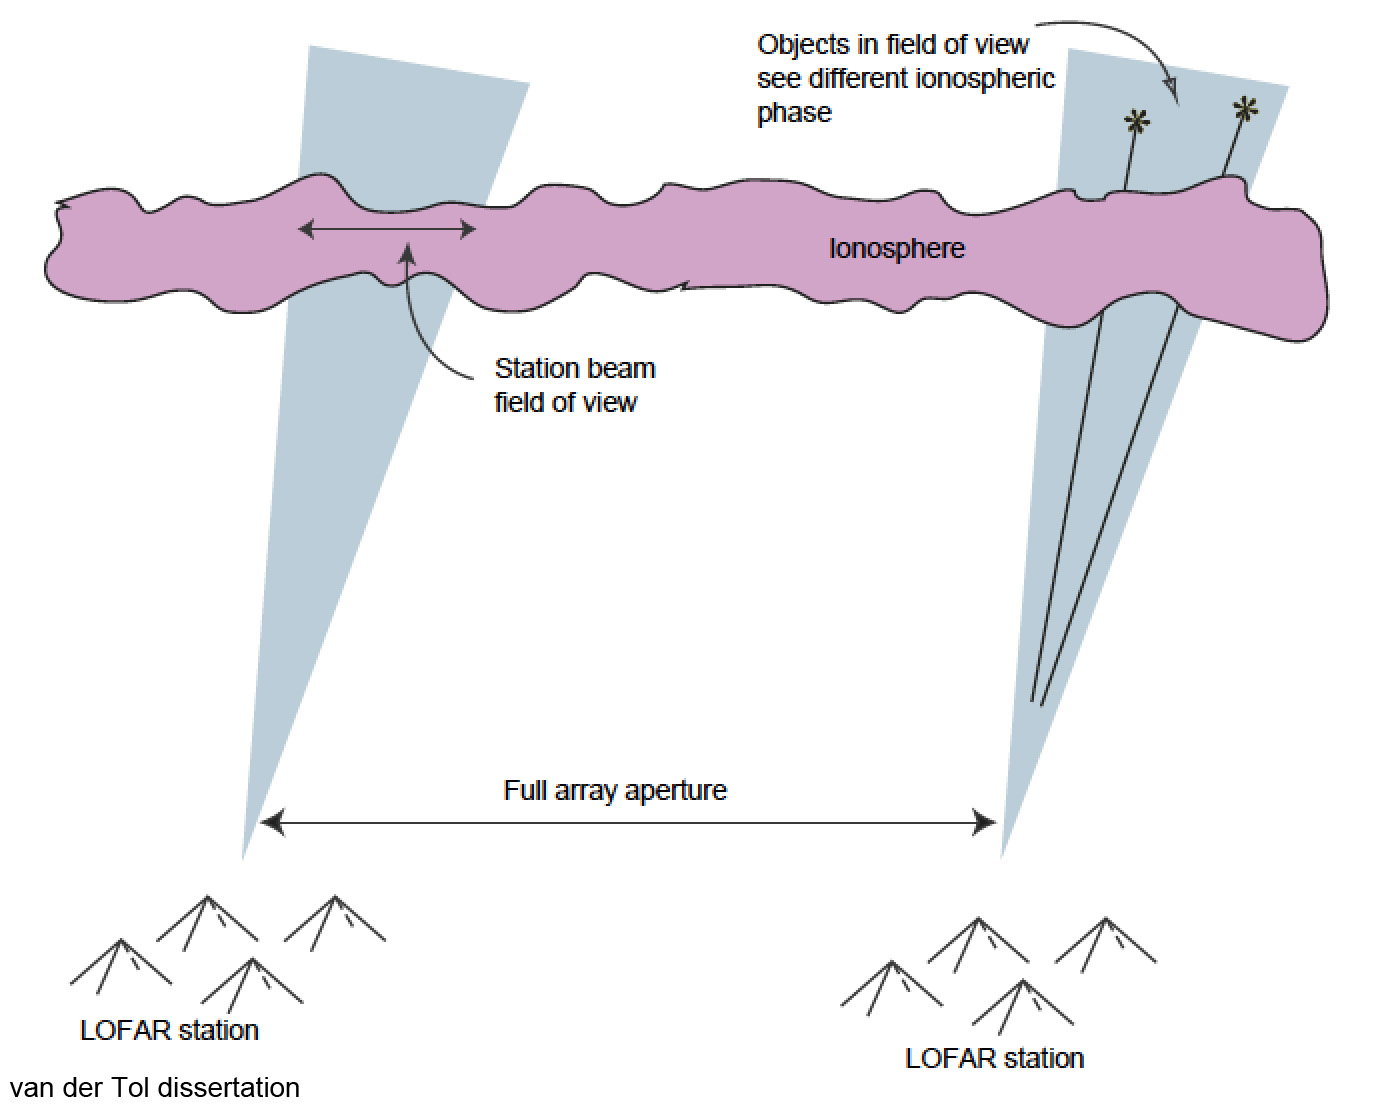 Objects in field of view
see different ionospheric
phase
Ionosphere
Station beam
field of view
Full array aperture
LOFAR station
LOFAR station
van der Tol dissertation